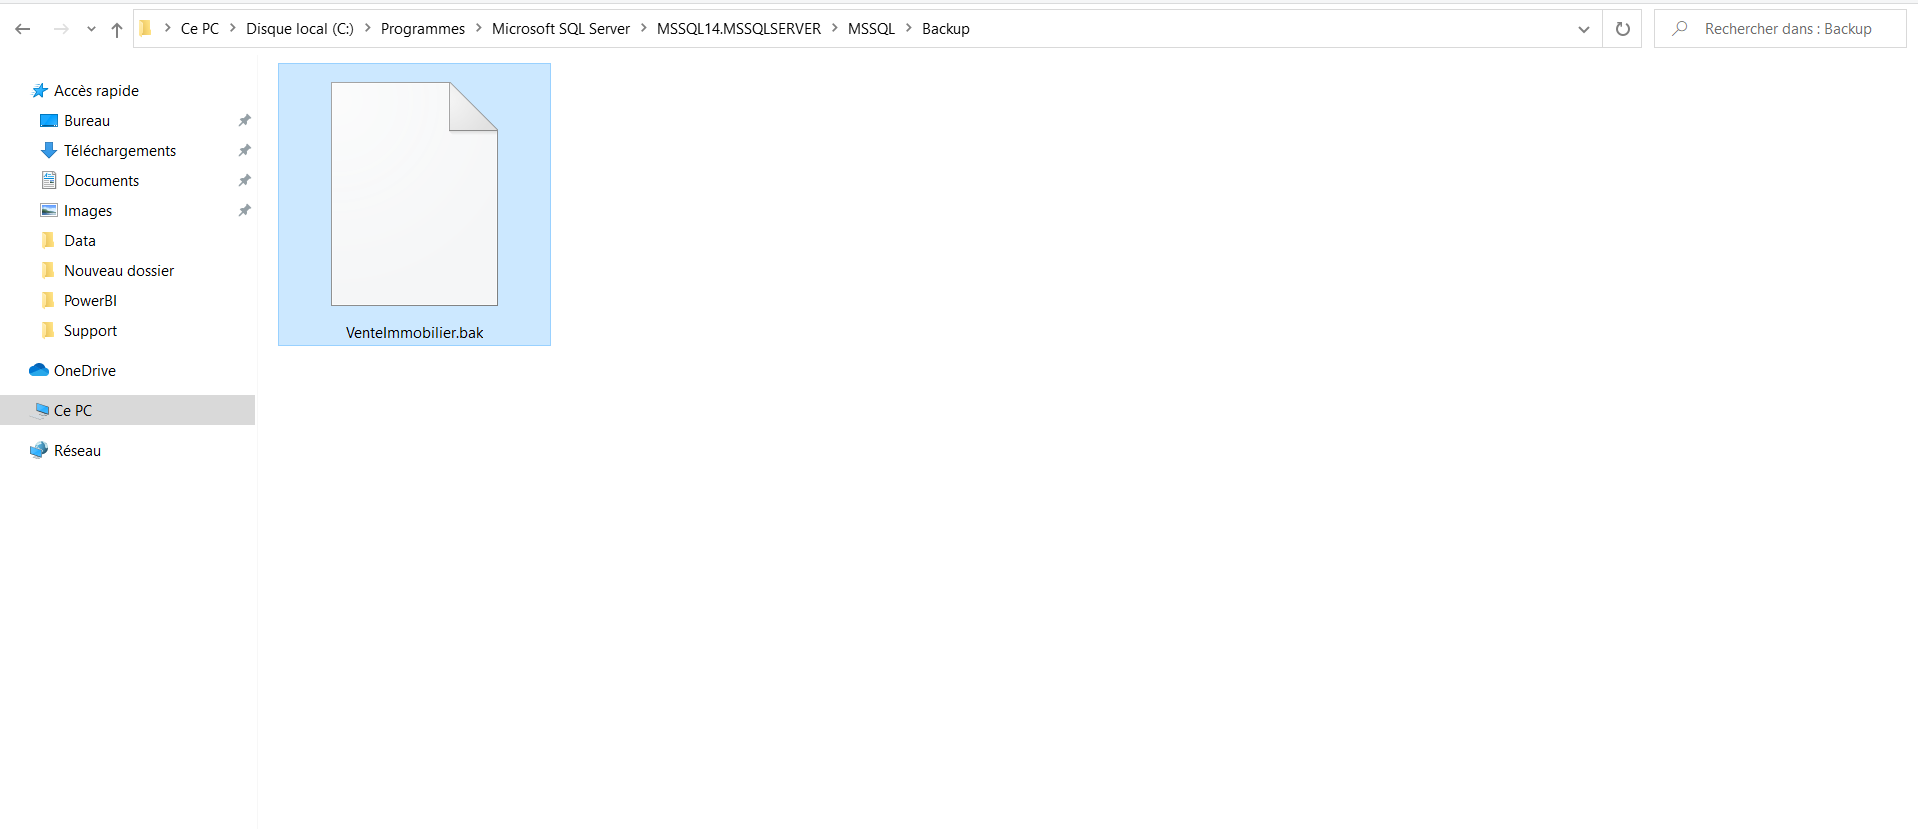 Ce PC > Disque local (C:) > Programmes > Microsoft SQL Server > MSSQL14.MSSQLSERVER > MSSQL > Backup
Rechercher dans : Backup
Accès rapide
Bureau
Téléchargements
Documents
Images
Data
Nouveau dossier
PowerBI
Support
OneDrive
Ce PC
Réseau
VenteImmobilier.bak